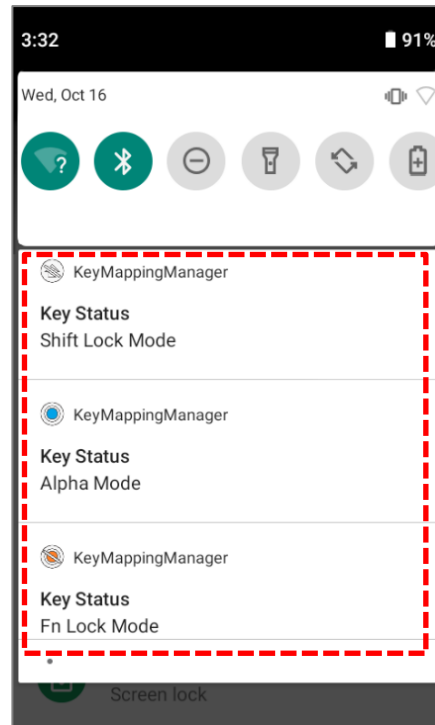 3:32 91%
Wed, Oct 16
?
KeyMappingManager
Key Status
Shift Lock Mode
KeyMappingManager
Key Status
Alpha Mode
KeyMappingManager
Key Status
Fn Lock Mode
Screen lock